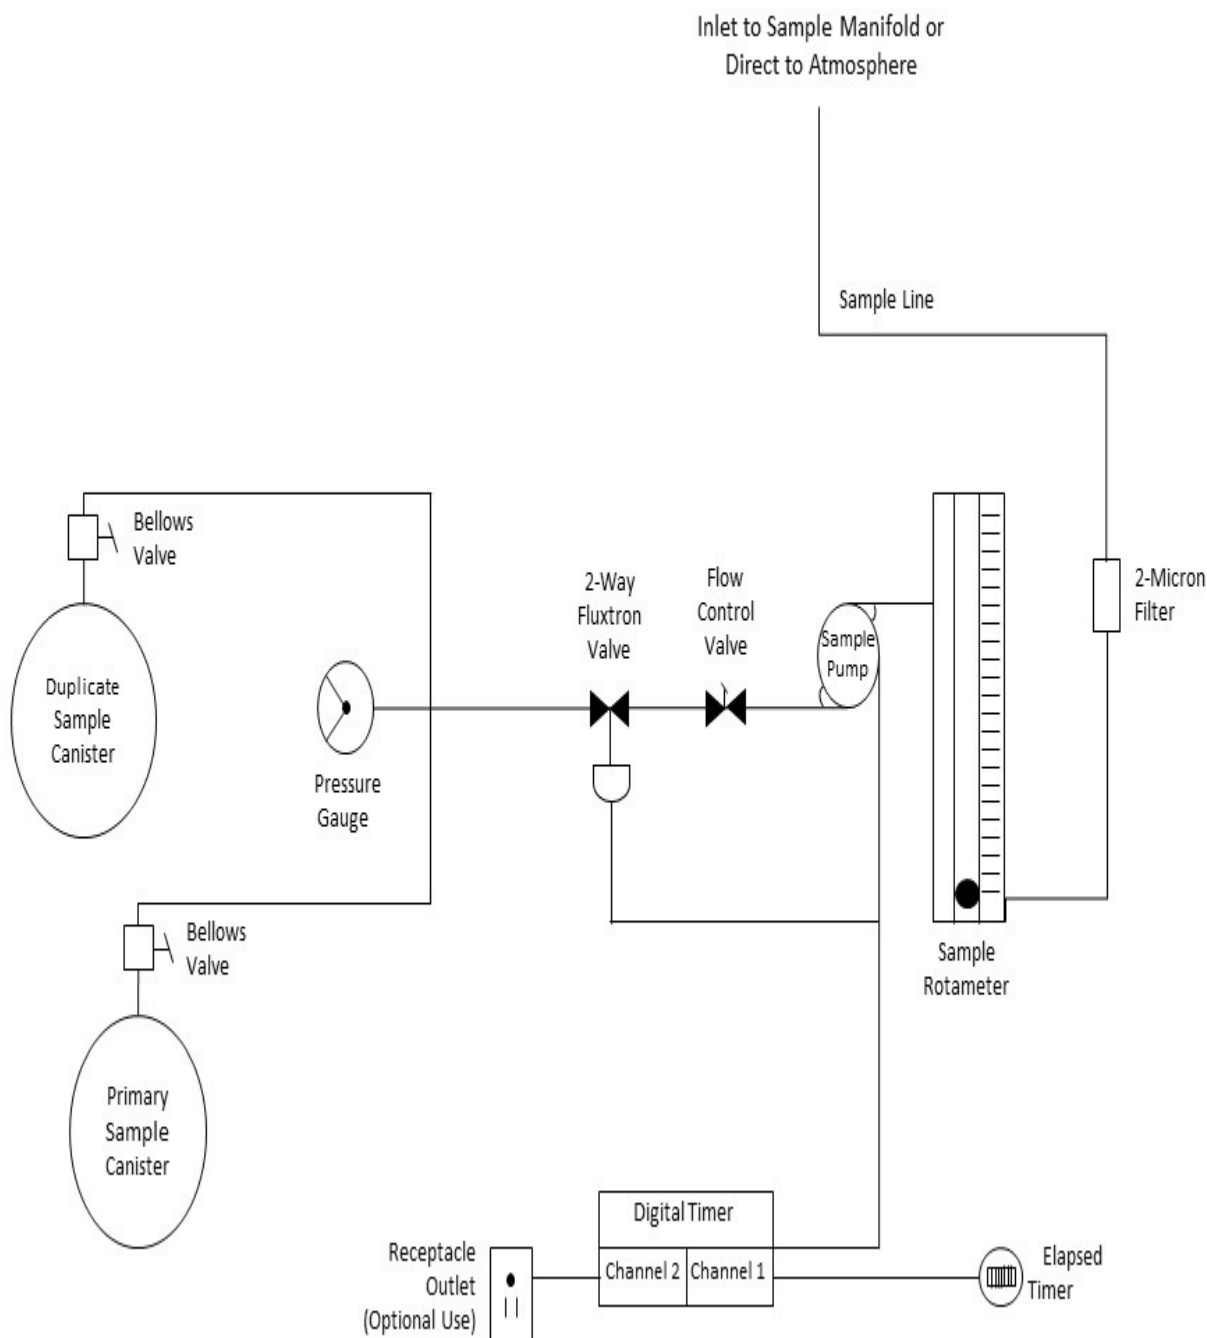 Inlet to Sample Manifold or
Direct to Atmosphere
Sample Line
Bellows
Valve
2-Way
Fluxtron
Valve
Flow
Control
Valve
2-Micron
Filter
Sample
Pump
Duplicate
Sample
Canister
Pressure
Gauge
Bellows
Valve
Sample
Rotameter
Primary
Sample
Canister
Digital Timer
Channel 2
Channel 1
Receptacle
Outlet
(Optional Use)
Elapsed
Timer